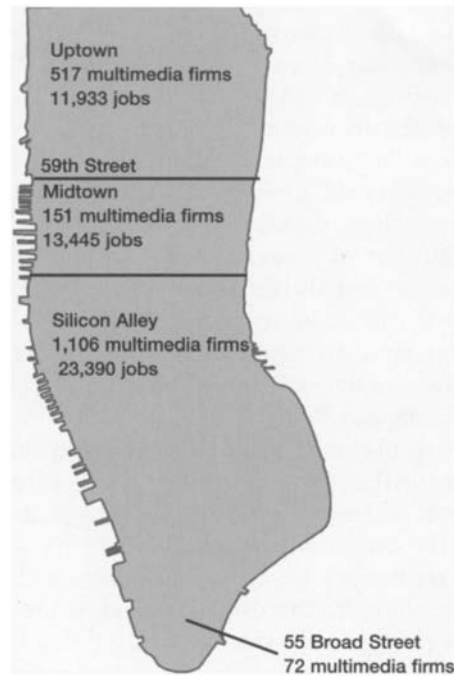 Uptown
517 multimedia firms
11,933 jobs
59th Street
Midtown
151 multimedia firms
13,445 jobs
Silicon Alley
1,106 multimedia firms
23,390 jobs
55 Broad Street
72 multimedia firms